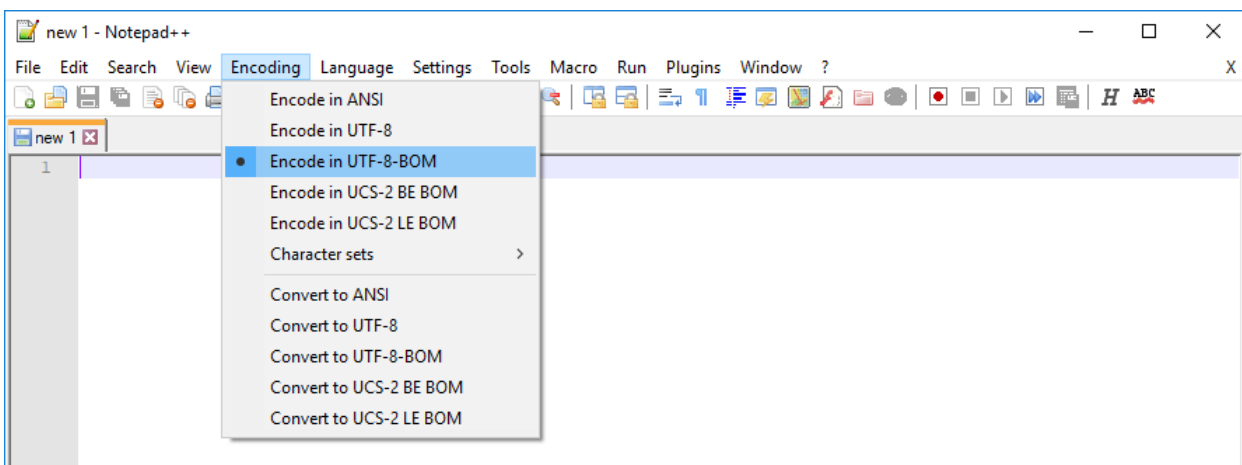 new 1 - Notepad++
File Edit Search View Encoding Language Settings Tools Macro Run Plugins Window ? X
H ABC
new 1
1
Encode in ANSI
Encode in UTF-8
Encode in UTF-8-BOM
Encode in UCS-2 BE BOM
Encode in UCS-2 LE BOM
Character sets
Convert to ANSI
Convert to UTF-8
Convert to UTF-8-BOM
Convert to UCS-2 BE BOM
Convert to UCS-2 LE BOM